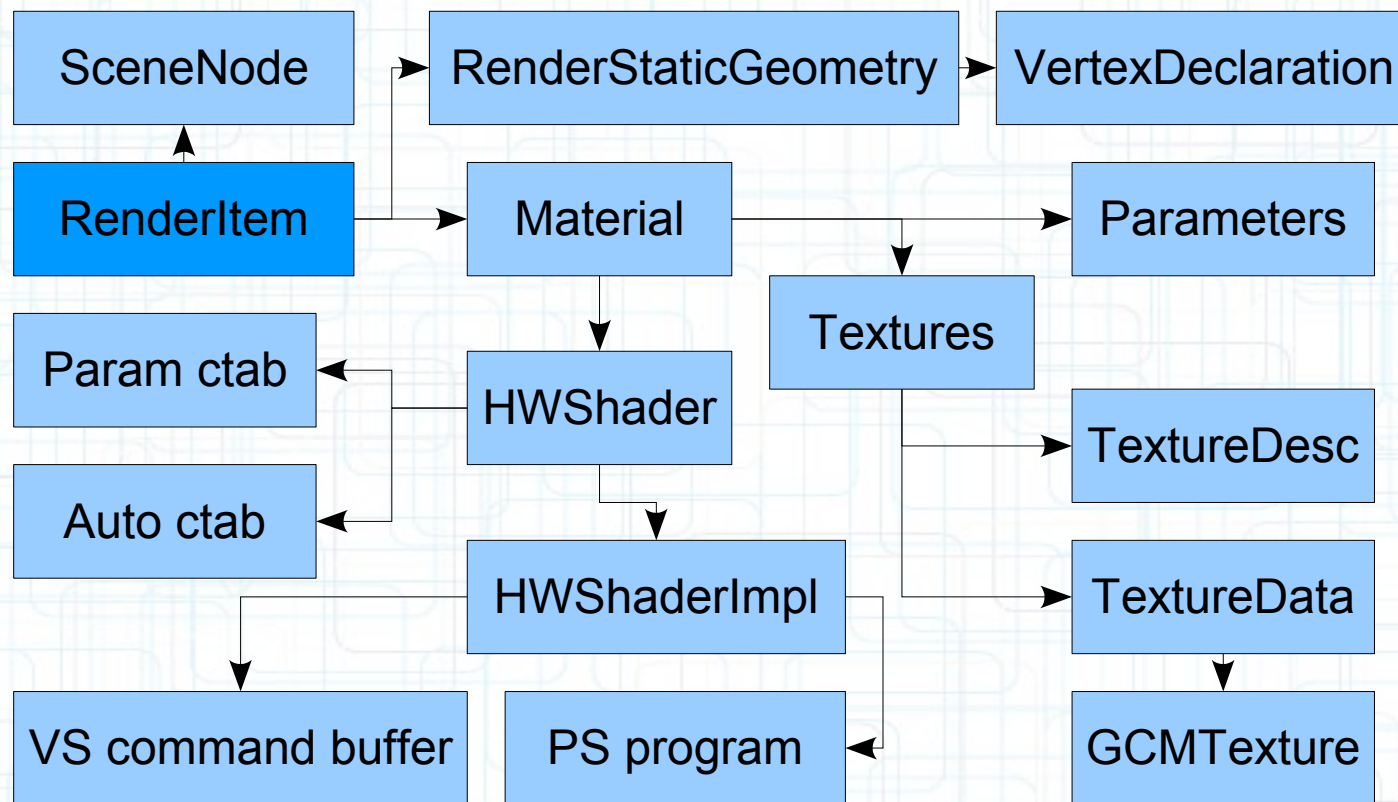 SceneNode
RenderStaticGeometry
VertexDeclaration
RenderItem
Material
Parameters
Textures
Param ctab
HWShader
TextureDesc
Auto ctab
HWShaderImpl
TextureData
VS command buffer
PS program
GCMTexture